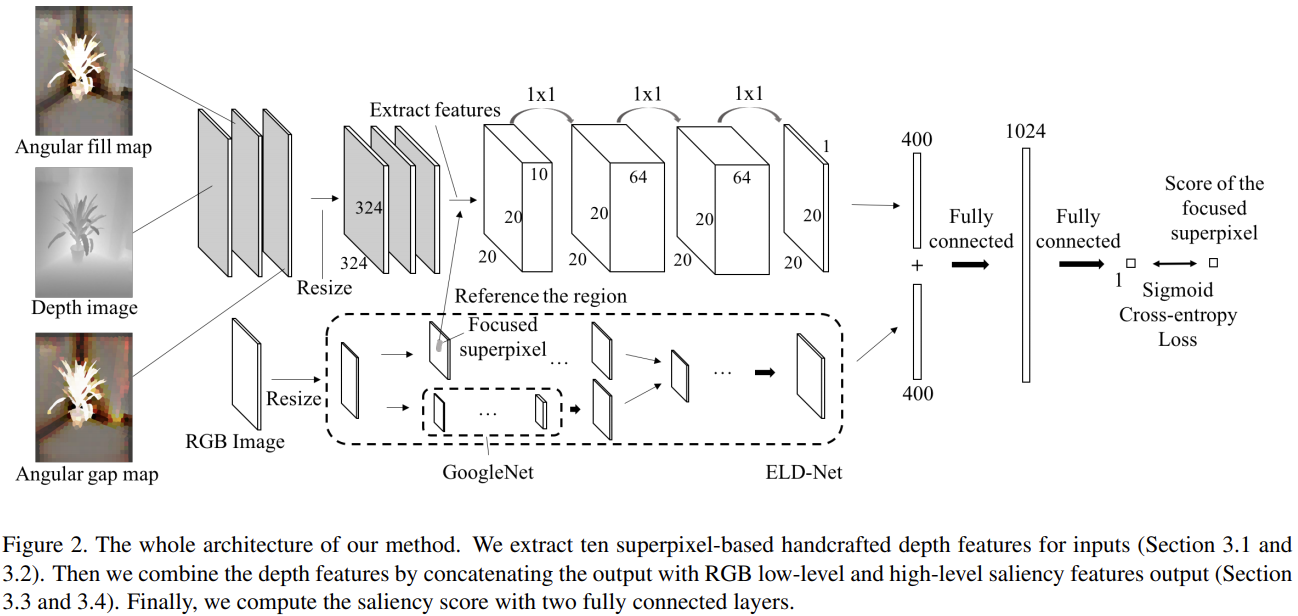 Angular fill map
Depth image
Angular gap map
Extract features
1x1
1x1
1x1
324
324
Resize
10
20
20
64
20
20
64
20
20
1
20
20
400
+
400
Fully
connected
1024
Fully
connected
1
Score of the
focused
superpixel
Sigmoid
Cross-entropy
Loss
Reference the region
Focused
superpixel
...
...
...
Resize
RGB Image
GoogleNet
ELD-Net
Figure 2. The whole architecture of our method. We extract ten superpixel-based handcrafted depth features for inputs (Section 3.1 and
3.2). Then we combine the depth features by concatenating the output with RGB low-level and high-level saliency features output (Section
3.3 and 3.4). Finally, we compute the saliency score with two fully connected layers.